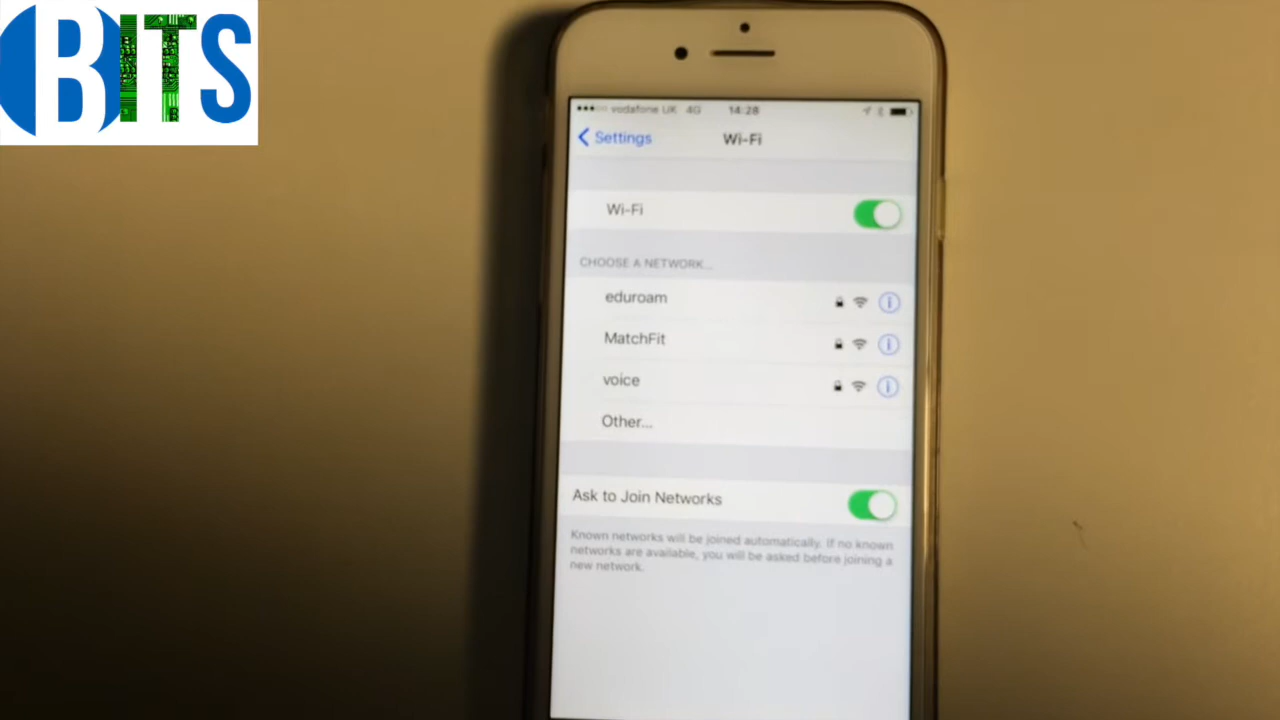 BITS
vodafone UK 4G 14:28
Settings Wi-Fi
Wi-Fi
CHOOSE A NETWORK...
eduroam
MatchFit
voice
Other...
Ask to Join Networks
Known networks will be joined automatically. If no known
networks are available, you will be asked before joining a
new network.